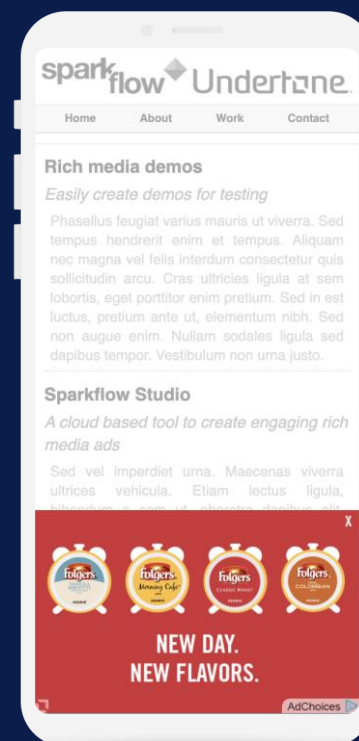 sparkflow Undertone
Home About Work Contact
Rich media demos
Easily create demos for testing
Phasellus feugiat varius mauris ut viverra. Sed
tempus hendrerit enim et tempus. Aliquam
nec magna vel felis interdum consectetur quis
sollicitudin arcu. Cras ultricies ligula at sem
lobortis, eget porttitor enim pretium. Sed in est
luctus, pretium ante ut, elementum nibh. Sed
non augue enim. Nullam sodales ligula sed
dapibus tempor. Vestibulum non urna justo.
Sparkflow Studio
A cloud based tool to create engaging rich
media ads
Sed vel imperdiet urna. Maecenas viverra
ultrices vehicula. Etiam lectus ligula,
X
Folgers Folgers Folgers Folgers
Morning Café CLASSIC ROAST COLOMBIAN
NEW DAY.
NEW FLAVORS.
AdChoices